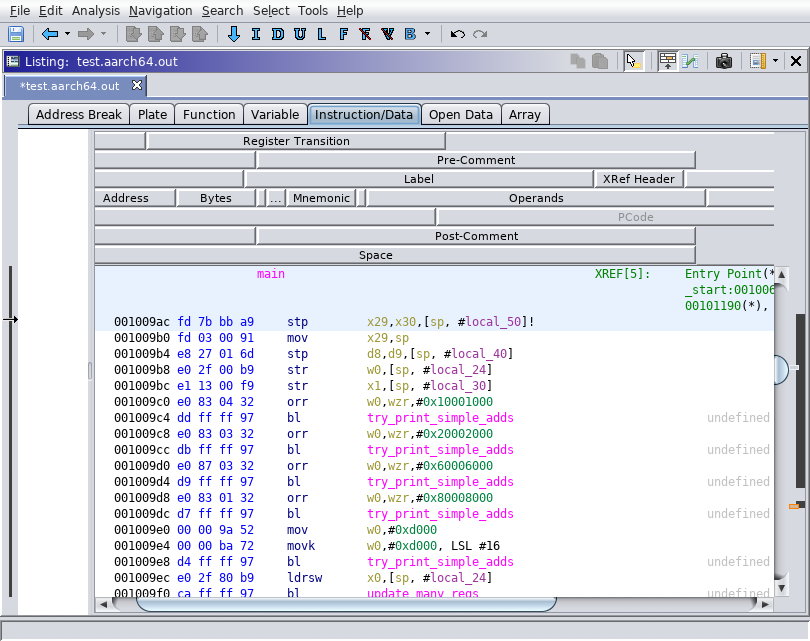 File Edit Analysis Navigation Search Select Tools Help
I D U L F B
Listing: test.aarch64.out
*test.aarch64.out
Address Break Plate Function Variable Instruction/Data Open Data Array
Register Transition
Pre-Comment
Label XRef Header
Address Bytes ... Mnemonic Operands
PCode
Post-Comment
Space
main XREF[5]: Entry Point(*
_start:001006
00101190(*),
001009ac fd 7b bb a9 stp x29,x30,[sp, #local_50]!
001009b0 fd 03 00 91 mov x29,sp
001009b4 e8 27 01 6d stp d8,d9,[sp, #local_40]
001009b8 e0 2f 00 b9 str w0,[sp, #local_24]
001009bc e1 13 00 f9 str x1,[sp, #local_30]
001009c0 e0 83 04 32 orr w0,wzr,#0x10001000
001009c4 dd ff ff 97 bl try_print_simple_adds undefined
001009c8 e0 83 03 32 orr w0,wzr,#0x20002000
001009cc db ff ff 97 bl try_print_simple_adds undefined
001009d0 e0 87 03 32 orr w0,wzr,#0x60006000
001009d4 d9 ff ff 97 bl try_print_simple_adds undefined
001009d8 e0 83 01 32 orr w0,wzr,#0x80008000
001009dc d7 ff ff 97 bl try_print_simple_adds undefined
001009e0 00 00 9a 52 mov w0,#0xd000
001009e4 00 00 ba 72 movk w0,#0xd000, LSL #16
001009e8 d4 ff ff 97 bl try_print_simple_adds undefined
001009ec e0 2f 80 b9 ldrsw x0,[sp, #local_24]
001009f0 ca ff ff 97 bl update_many_regs undefined